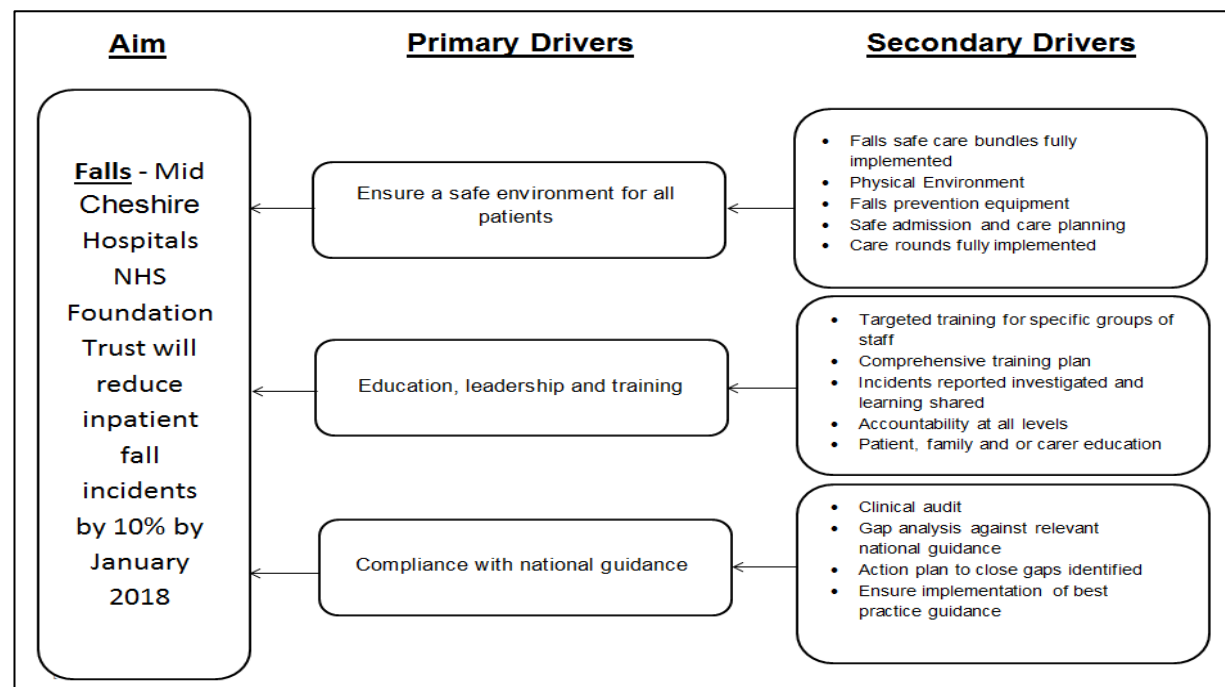 Aim
Primary Drivers
Secondary Drivers
Falls - Mid
Cheshire
Hospitals
NHS
Foundation
Trust will
reduce
inpatient
fall
incidents
by 10% by
January
2018
Ensure a safe environment for all
patients
• Falls safe care bundles fully
implemented
• Physical Environment
• Falls prevention equipment
• Safe admission and care planning
• Care rounds fully implemented
Education, leadership and training
• Targeted training for specific groups of
staff
• Comprehensive training plan
• Incidents reported investigated and
learning shared
• Accountability at all levels
• Patient, family and or carer education
Compliance with national guidance
• Clinical audit
• Gap analysis against relevant
national guidance
• Action plan to close gaps identified
• Ensure implementation of best
practice guidance